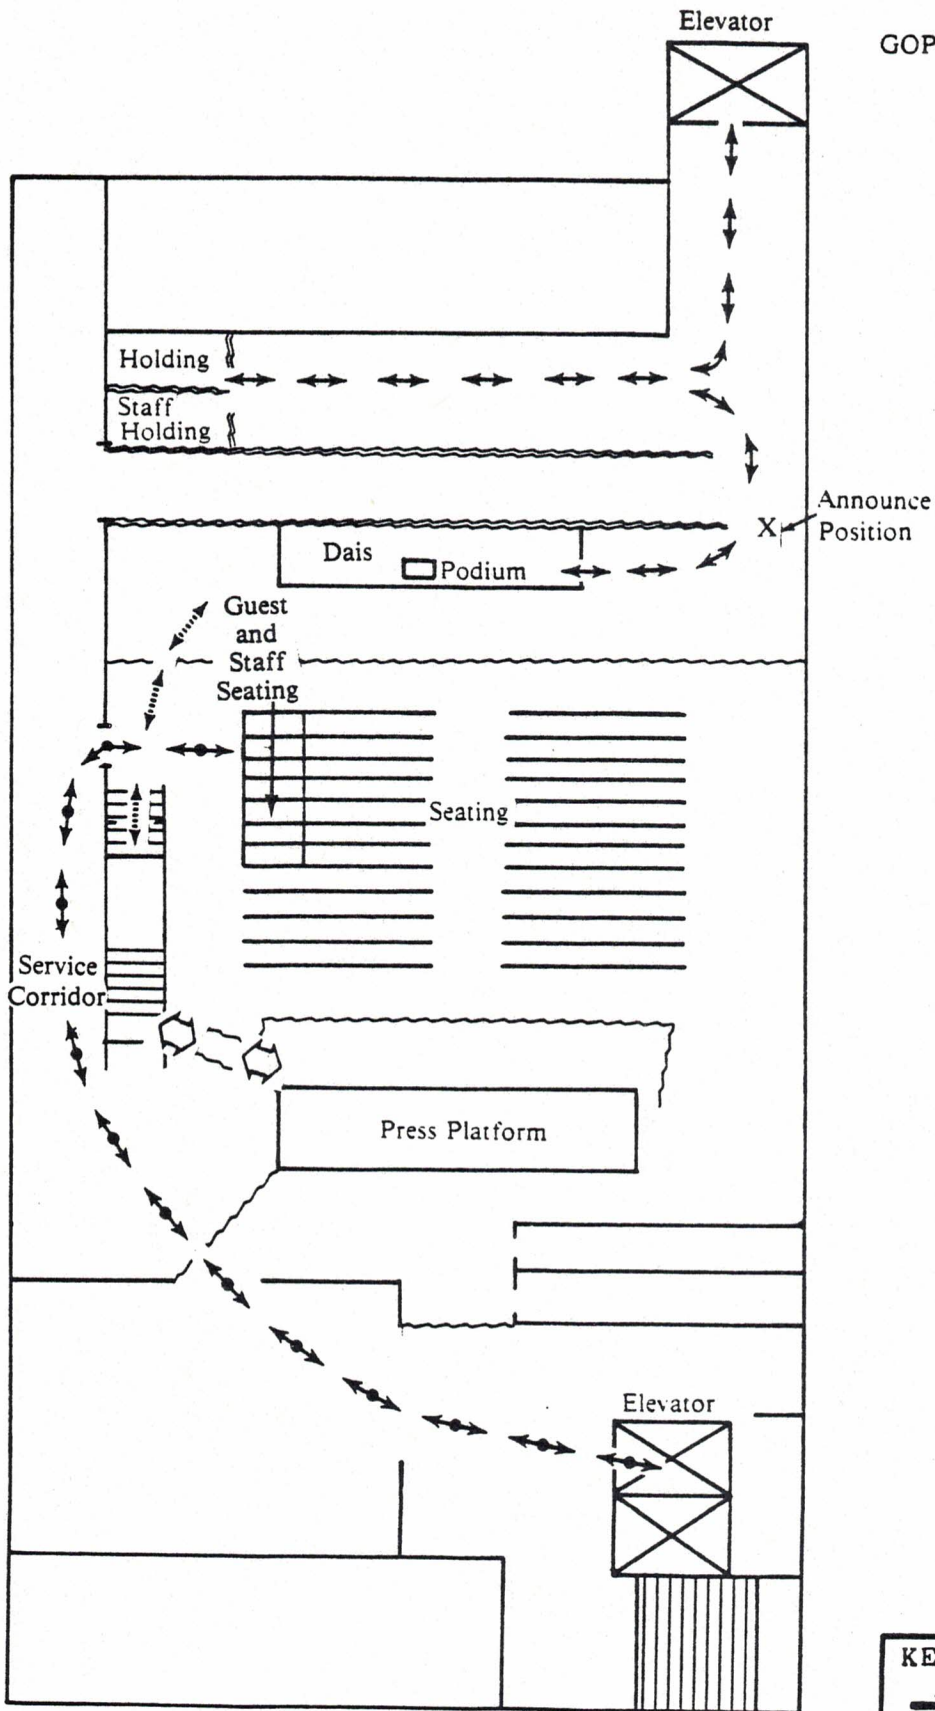 Elevator
GOP
Holding
Staff
Holding
Announce
Position
X
Dais
Podium
Guest
and
Staff
Seating
Seating
Service
Corridor
Press Platform
Elevator
KE